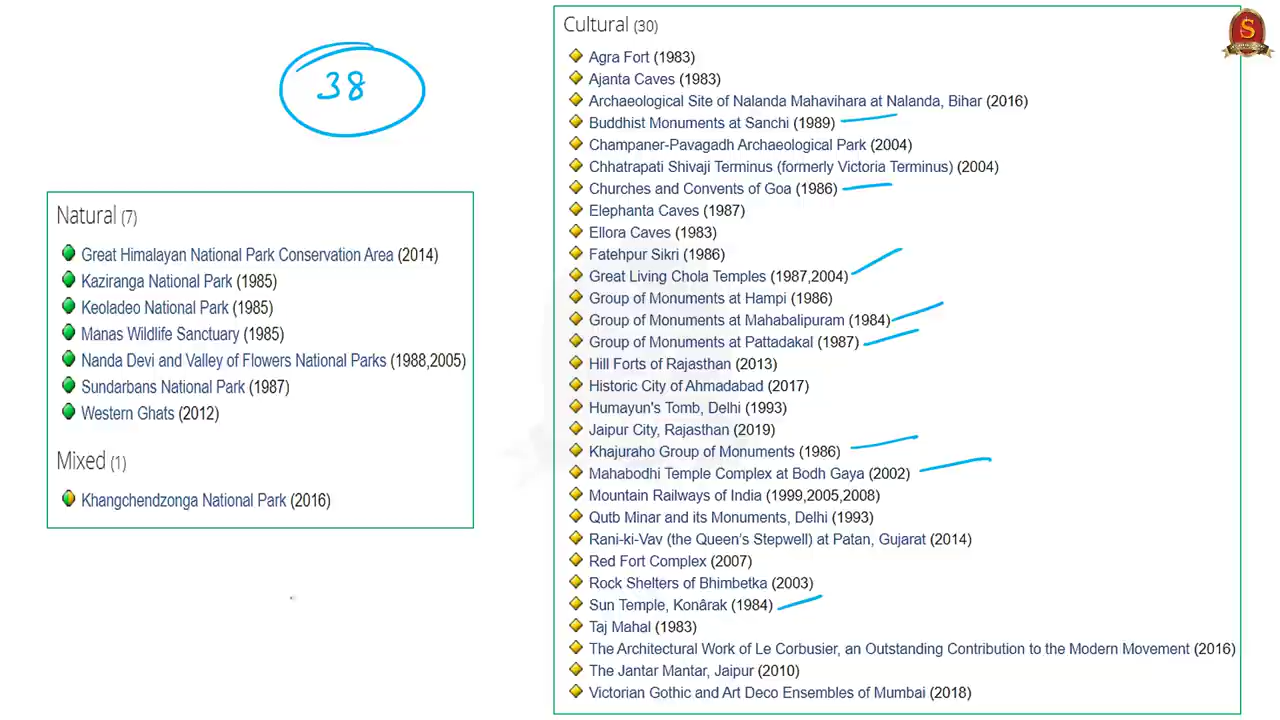 38
Natural (7)
Great Himalayan National Park Conservation Area (2014)
Kaziranga National Park (1985)
Keoladeo National Park (1985)
Manas Wildlife Sanctuary (1985)
Nanda Devi and Valley of Flowers National Parks (1988,2005)
Sundarbans National Park (1987)
Western Ghats (2012)
Mixed (1)
Khangchendzonga National Park (2016)
Cultural (30)
Agra Fort (1983)
Ajanta Caves (1983)
Archaeological Site of Nalanda Mahavihara at Nalanda, Bihar (2016)
Buddhist Monuments at Sanchi (1989)
Champaner-Pavagadh Archaeological Park (2004)
Chhatrapati Shivaji Terminus (formerly Victoria Terminus) (2004)
Churches and Convents of Goa (1986)
Elephanta Caves (1987)
Ellora Caves (1983)
Fatehpur Sikri (1986)
Great Living Chola Temples (1987,2004)
Group of Monuments at Hampi (1986)
Group of Monuments at Mahabalipuram (1984)
Group of Monuments at Pattadakal (1987)
Hill Forts of Rajasthan (2013)
Historic City of Ahmadabad (2017)
Humayun's Tomb, Delhi (1993)
Jaipur City, Rajasthan (2019)
Khajuraho Group of Monuments (1986)
Mahabodhi Temple Complex at Bodh Gaya (2002)
Mountain Railways of India (1999,2005,2008)
Qutb Minar and its Monuments, Delhi (1993)
Rani-ki-Vav (the Queen's Stepwell) at Patan, Gujarat (2014)
Red Fort Complex (2007)
Rock Shelters of Bhimbetka (2003)
Sun Temple, Konârak (1984)
Taj Mahal (1983)
The Architectural Work of Le Corbusier, an Outstanding Contribution to the Modern Movement (2016)
The Jantar Mantar, Jaipur (2010)
Victorian Gothic and Art Deco Ensembles of Mumbai (2018)
S